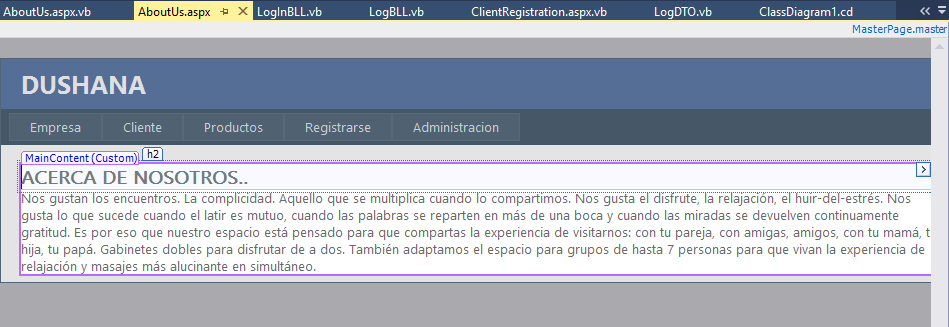 AboutUs.aspx.vb AboutUs.aspx LogInBLL.vb LogBLL.vb ClientRegistration.aspx.vb LogDTO.vb ClassDiagram1.cd
MasterPage.master
DUSHANA
Empresa Cliente Productos Registrarse Administracion
MainContent (Custom) h2
ACERCA DE NOSOTROS..
Nos gustan los encuentros. La complicidad. Aquello que se multiplica cuando lo compartimos. Nos gusta el disfrute, la relajación, el huir-del-estrés. Nos
gusta lo que sucede cuando el latir es mutuo, cuando las palabras se reparten en más de una boca y cuando las miradas se devuelven continuamente
gratitud. Es por eso que nuestro espacio está pensado para que compartas la experiencia de visitarnos: con tu pareja, con amigas, amigos, con tu mamá, t
hija, tu papá. Gabinetes dobles para disfrutar de a dos. También adaptamos el espacio para grupos de hasta 7 personas para que vivan la experiencia de
relajación y masajes más alucinante en simultáneo.